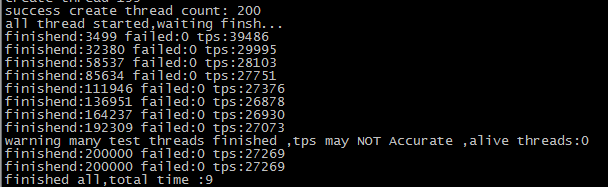 create thread 199
success create thread count: 200
all thread started,waiting finsh...
finishend:3499 failed:0 tps:39486
finishend:32380 failed:0 tps:29995
finishend:58537 failed:0 tps:28103
finishend:85634 failed:0 tps:27751
finishend:111946 failed:0 tps:27376
finishend:136951 failed:0 tps:26878
finishend:164237 failed:0 tps:26930
finishend:192309 failed:0 tps:27073
warning many test threads finished ,tps may NOT Accurate ,alive threads:0
finishend:200000 failed:0 tps:27269
finishend:200000 failed:0 tps:27269
finished all,total time :9